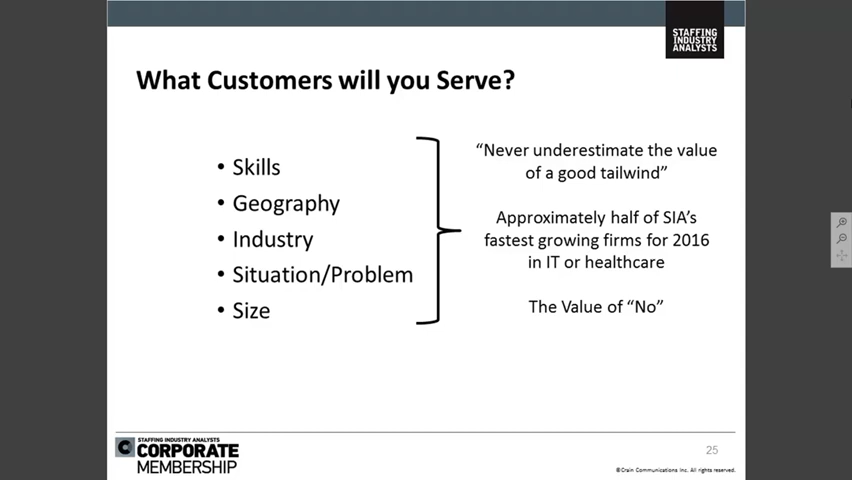 STAFFING
INDUSTRY
ANALYSTS
What Customers will you Serve?
• Skills
• Geography
• Industry
• Situation/Problem
• Size
“Never underestimate the value
of a good tailwind”
Approximately half of SIA’s
fastest growing firms for 2016
in IT or healthcare
The Value of “No”
C
STAFFING INDUSTRY ANALYSTS
CORPORATE
MEMBERSHIP
25
©Crain Communications Inc. All rights reserved.